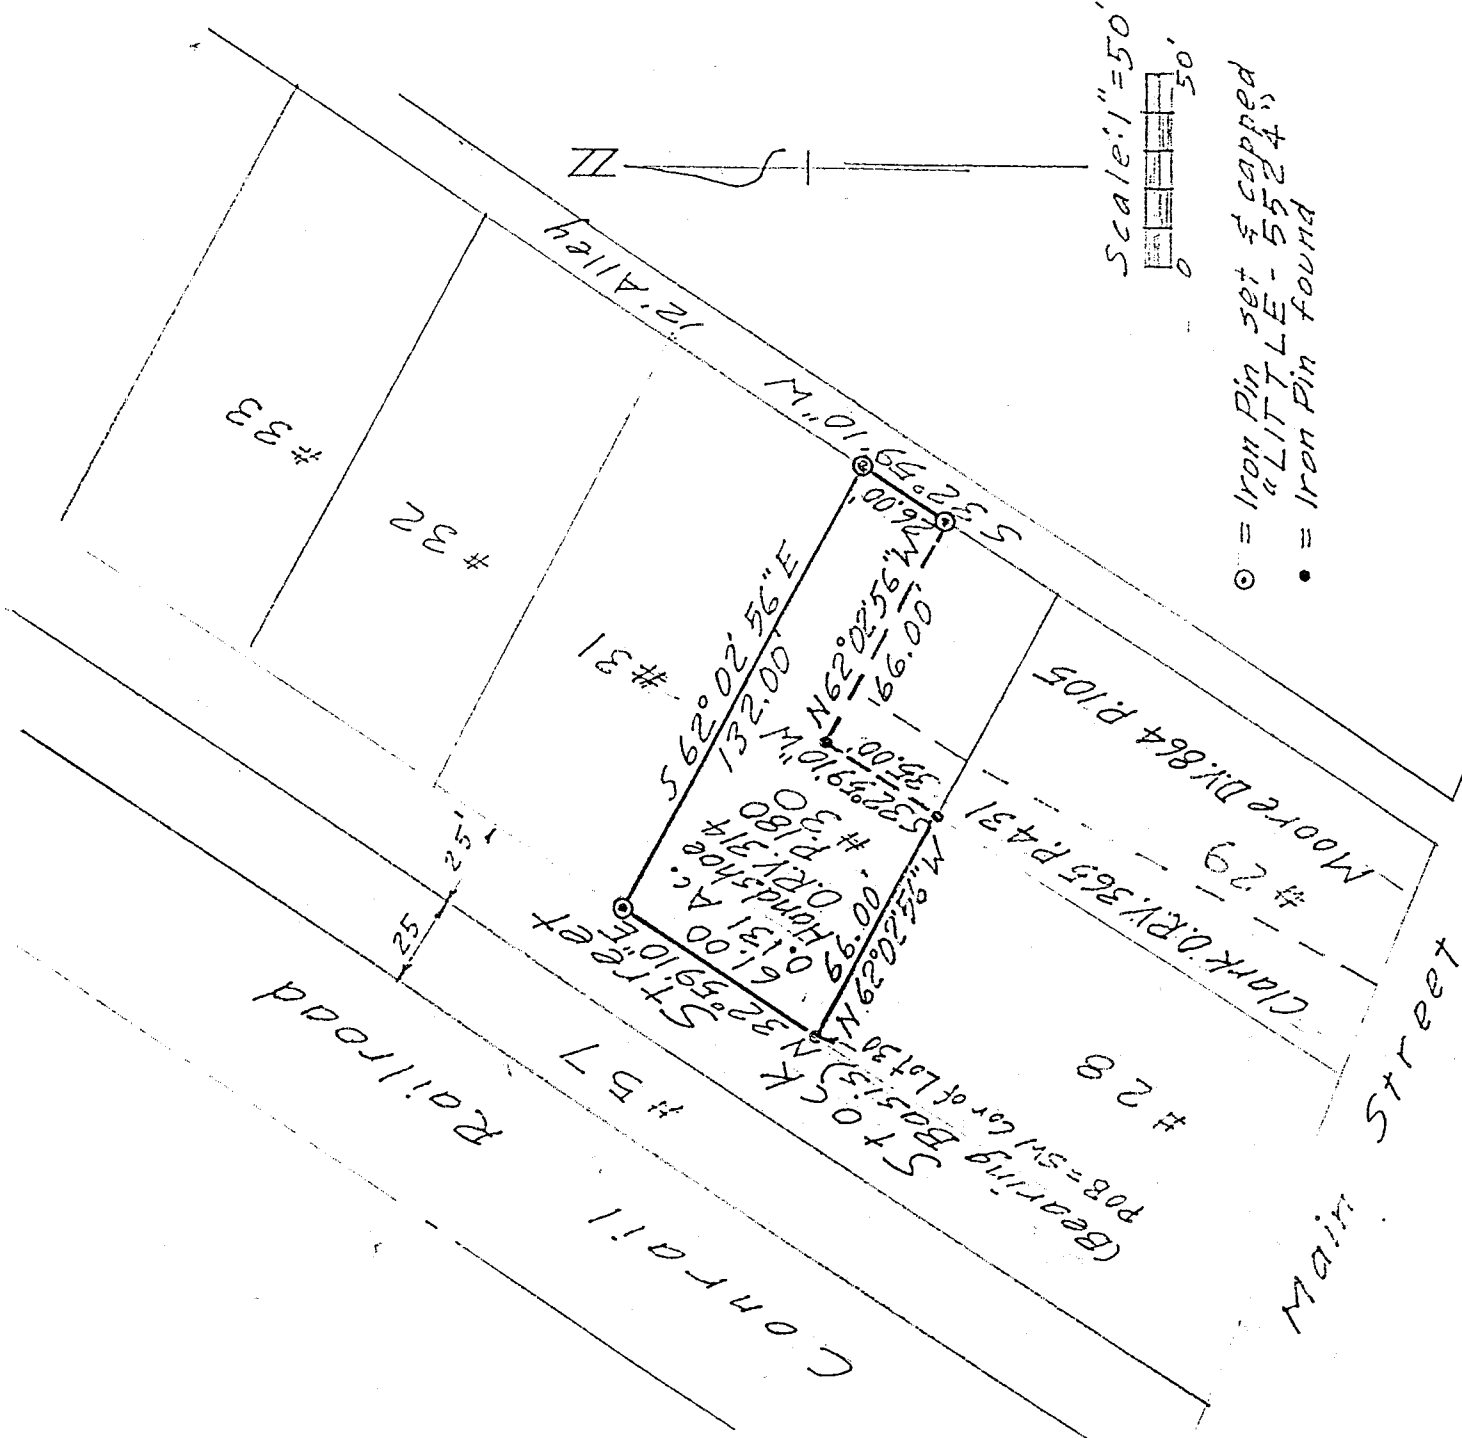 # 33
# 32
# 31
12' Alley
S 32°59'10" W
26.00'
S 62°02'56" E
132.00'
N 62°02'56" W
66.00'
S 32°59'10" W
35.00'
# 30
Handshoe
O.R.V. 314
P. 180
0.131 Ac.
61.00
N 32°59'10" E
66.00'
N 62°02'56" W
25'
25'
Stock Street
(Bearing Basis)
POB = SW Cor of Lot 30
# 57
Conrail Railroad
# 28
# 29
Clark O.R.V. 365 P. 431
Moore D.V. 864 P. 105
Main Street
N
Scale: 1" = 50'
0
50'
⊙ = Iron Pin set & capped
"LITTLE - 5524"
• = Iron Pin found